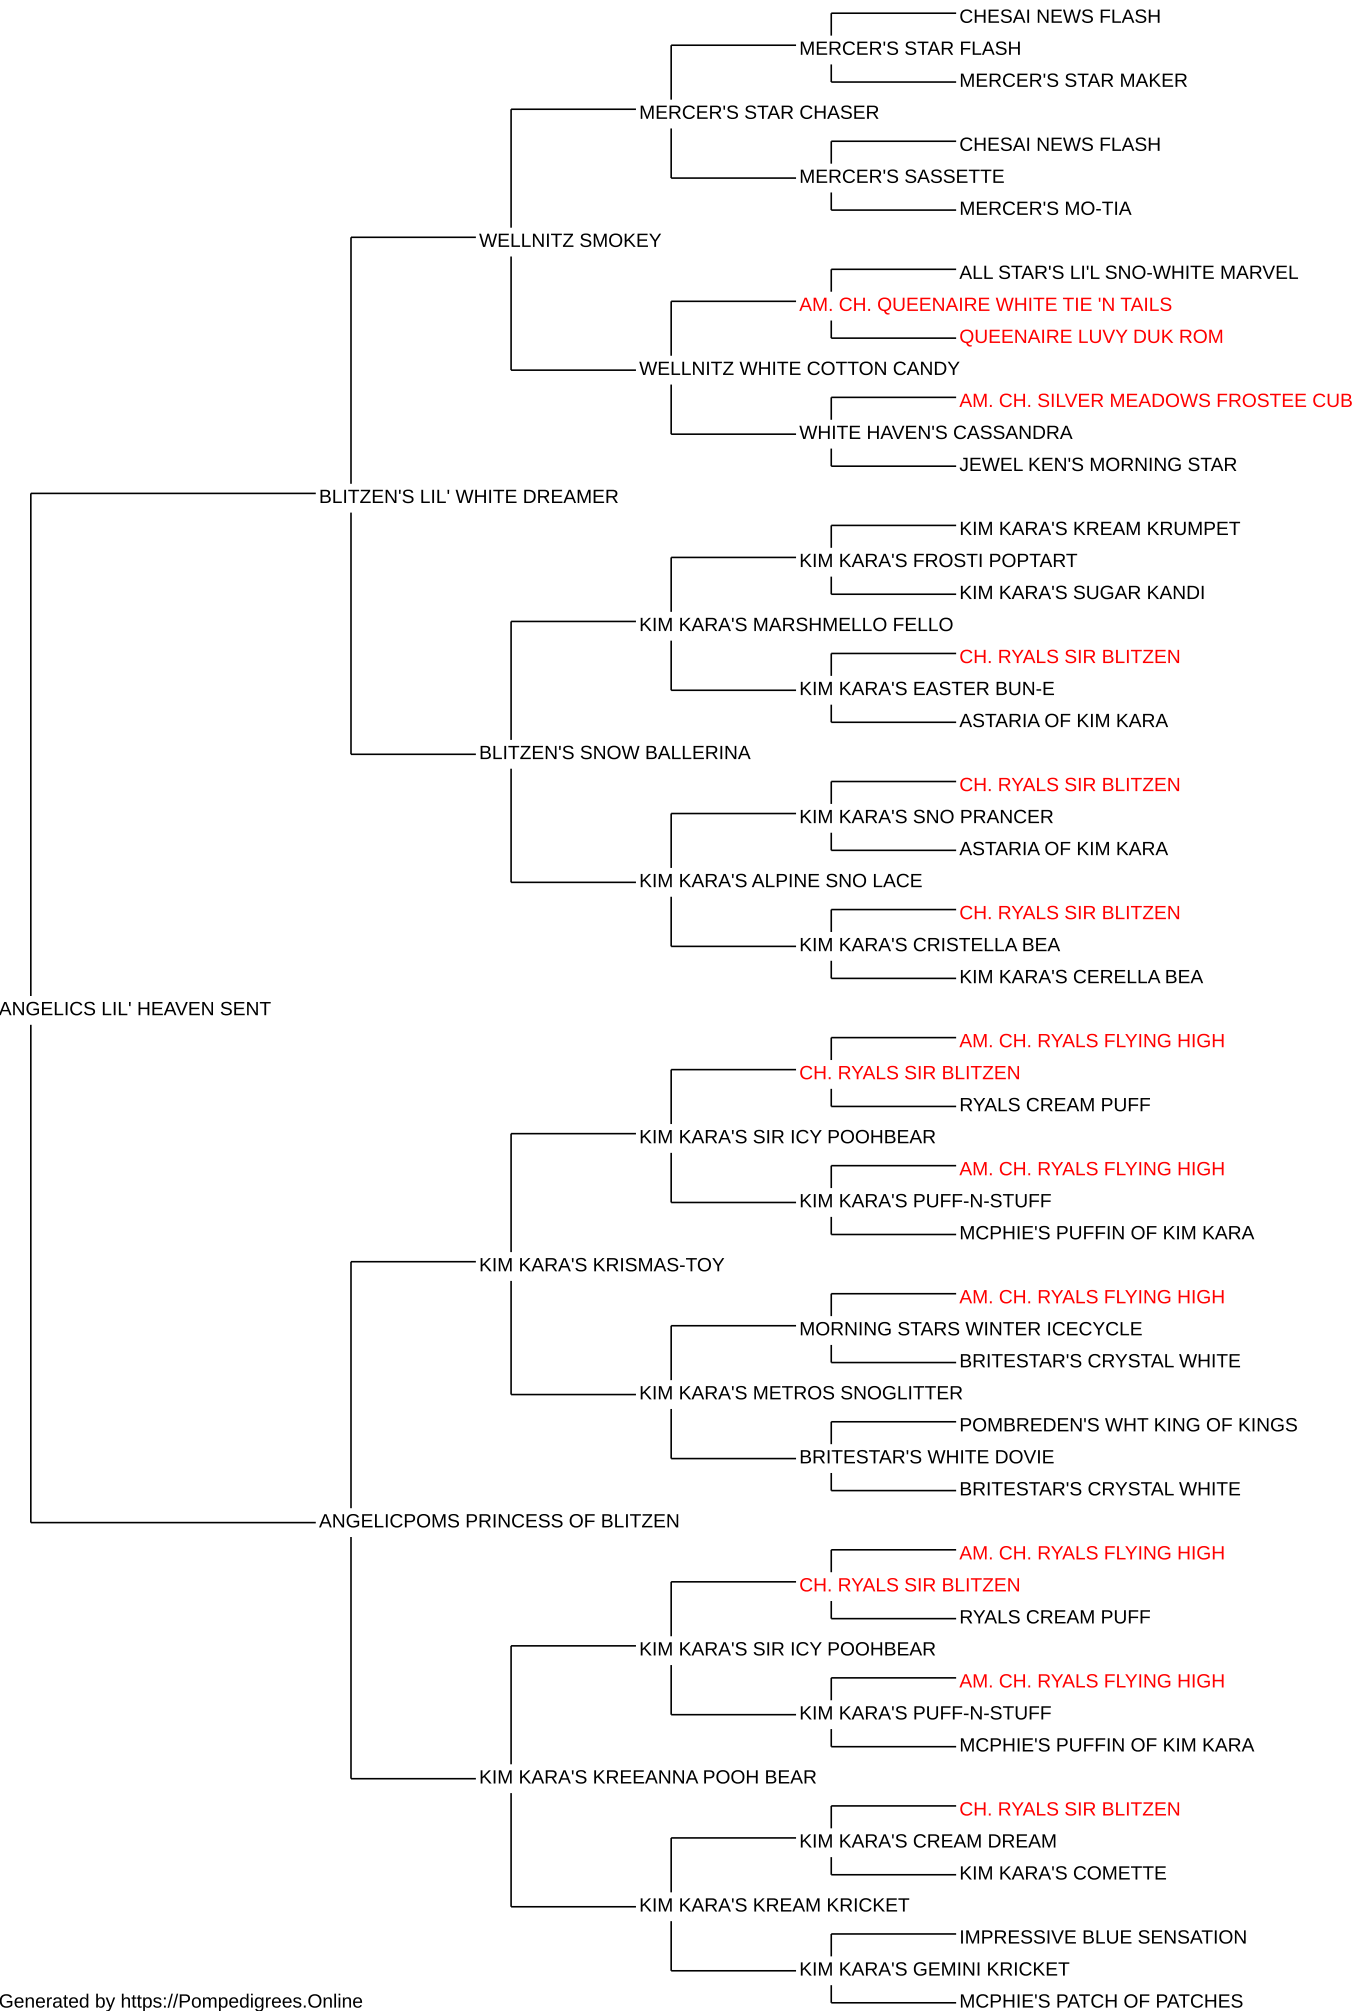 CHESAI NEWS FLASH
MERCER'S STAR FLASH
MERCER'S STAR MAKER
MERCER'S STAR CHASER
CHESAI NEWS FLASH
MERCER'S SASSETTE
MERCER'S MO-TIA
WELLNITZ SMOKEY
ALL STAR'S LI'L SNO-WHITE MARVEL
AM. CH. QUEENAIRE WHITE TIE 'N TAILS
QUEENAIRE LUVY DUK ROM
WELLNITZ WHITE COTTON CANDY
AM. CH. SILVER MEADOWS FROSTEE CUB
WHITE HAVEN'S CASSANDRA
JEWEL KEN'S MORNING STAR
BLITZEN'S LIL' WHITE DREAMER
KIM KARA'S KREAM KRUMPET
KIM KARA'S FROSTI POPTART
KIM KARA'S SUGAR KANDI
KIM KARA'S MARSHMELLO FELLO
CH. RYALS SIR BLITZEN
KIM KARA'S EASTER BUN-E
ASTARIA OF KIM KARA
BLITZEN'S SNOW BALLERINA
CH. RYALS SIR BLITZEN
KIM KARA'S SNO PRANCER
ASTARIA OF KIM KARA
KIM KARA'S ALPINE SNO LACE
CH. RYALS SIR BLITZEN
KIM KARA'S CRISTELLA BEA
KIM KARA'S CERELLA BEA
ANGELICS LIL' HEAVEN SENT
AM. CH. RYALS FLYING HIGH
CH. RYALS SIR BLITZEN
RYALS CREAM PUFF
KIM KARA'S SIR ICY POOHBEAR
AM. CH. RYALS FLYING HIGH
KIM KARA'S PUFF-N-STUFF
MCPHIE'S PUFFIN OF KIM KARA
KIM KARA'S KRISMAS-TOY
AM. CH. RYALS FLYING HIGH
MORNING STARS WINTER ICECYCLE
BRITESTAR'S CRYSTAL WHITE
KIM KARA'S METROS SNOGLITTER
POMBREDEN'S WHT KING OF KINGS
BRITESTAR'S WHITE DOVIE
BRITESTAR'S CRYSTAL WHITE
ANGELICPOMS PRINCESS OF BLITZEN
AM. CH. RYALS FLYING HIGH
CH. RYALS SIR BLITZEN
RYALS CREAM PUFF
KIM KARA'S SIR ICY POOHBEAR
AM. CH. RYALS FLYING HIGH
KIM KARA'S PUFF-N-STUFF
MCPHIE'S PUFFIN OF KIM KARA
KIM KARA'S KREEANNA POOH BEAR
CH. RYALS SIR BLITZEN
KIM KARA'S CREAM DREAM
KIM KARA'S COMETTE
KIM KARA'S KREAM KRICKET
IMPRESSIVE BLUE SENSATION
KIM KARA'S GEMINI KRICKET
MCPHIE'S PATCH OF PATCHES
Generated by https://Pompedigrees.Online